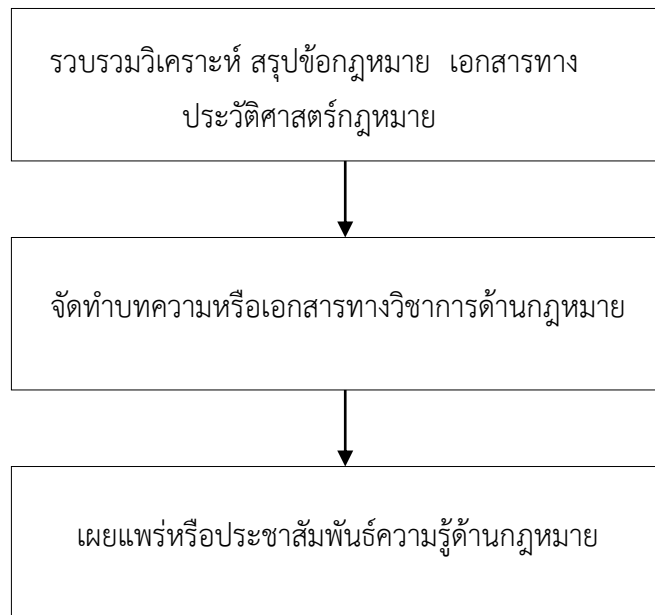 รวบรวมวิเคราะห์ สรุปข้อกฎหมาย  เอกสารทาง
ประวัติศาสตร์กฎหมาย
จัดทำบทความหรือเอกสารทางวิชาการด้านกฎหมาย
เผยแพร่หรือประชาสัมพันธ์ความรู้ด้านกฎหมาย